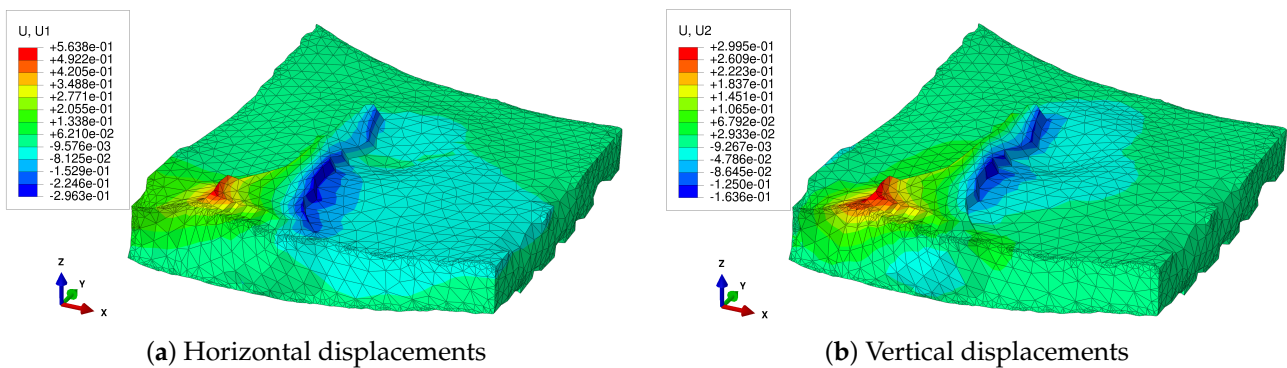 U, U1
+5.638e-01
+4.922e-01
+4.205e-01
+3.488e-01
+2.771e-01
+2.055e-01
+1.338e-01
+6.210e-02
-9.576e-03
-8.125e-02
-1.529e-01
-2.246e-01
-2.963e-01
Z
Y
X
(a) Horizontal displacements
U, U2
+2.995e-01
+2.609e-01
+2.223e-01
+1.837e-01
+1.451e-01
+1.065e-01
+6.792e-02
+2.933e-02
-9.267e-03
-4.786e-02
-8.645e-02
-1.250e-01
-1.636e-01
Z
Y
X
(b) Vertical displacements